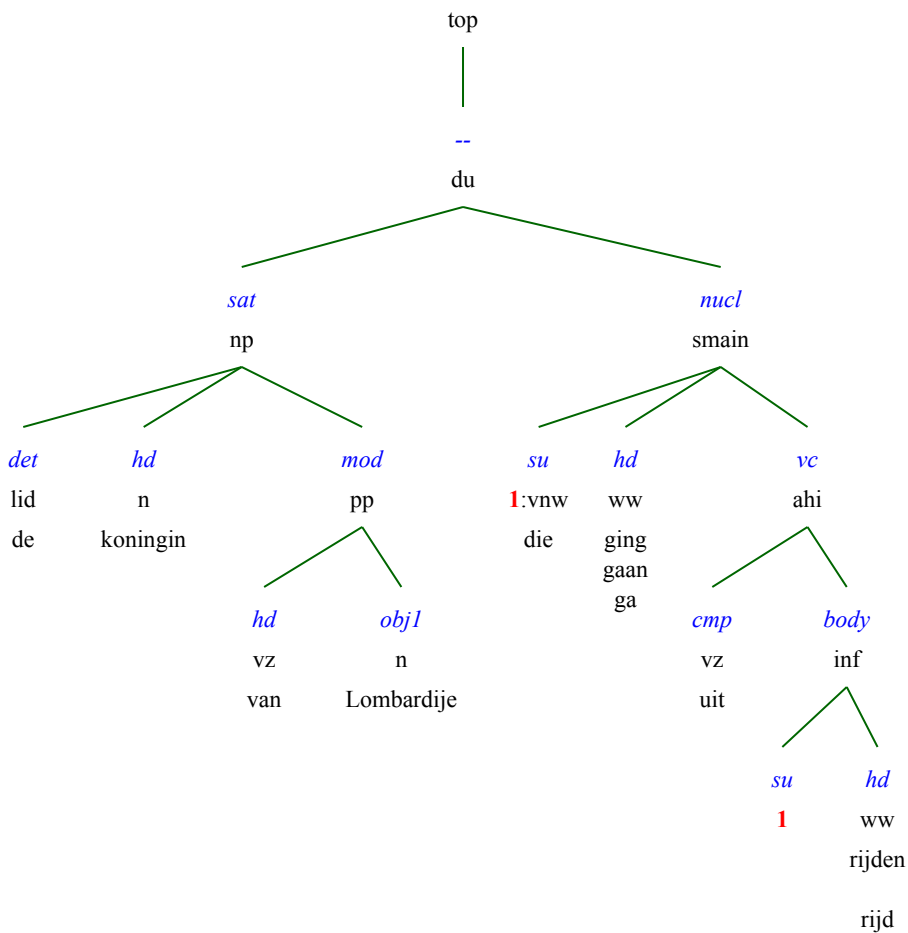 top
--
du
sat nucl
np smain
det hd mod su hd vc
lid n pp 1:vnw ww ahi
de koningin die ging
gaan
ga
hd obj1 cmp body
vz n vz inf
van Lombardije uit
su hd
1 ww
rijden
rijd